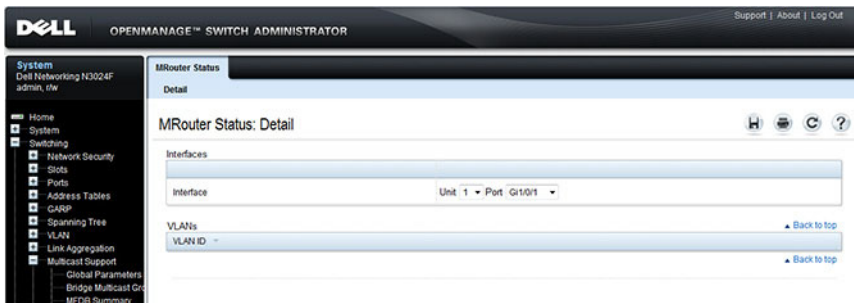 Support | About | Log Out
DELL OPENMANAGE™ SWITCH ADMINISTRATOR
System
Dell Networking N3024F
admin, r/w
Home
System
Switching
Network Security
Slots
Ports
Address Tables
GARP
Spanning Tree
VLAN
Link Aggregation
Multicast Support
Global Parameters
Bridge Multicast Gro
MFDB Summary
MRouter Status
Detail
MRouter Status: Detail
Interfaces
Interface Unit 1 Port Gi1/0/1
VLANs Back to top
VLAN ID
Back to top